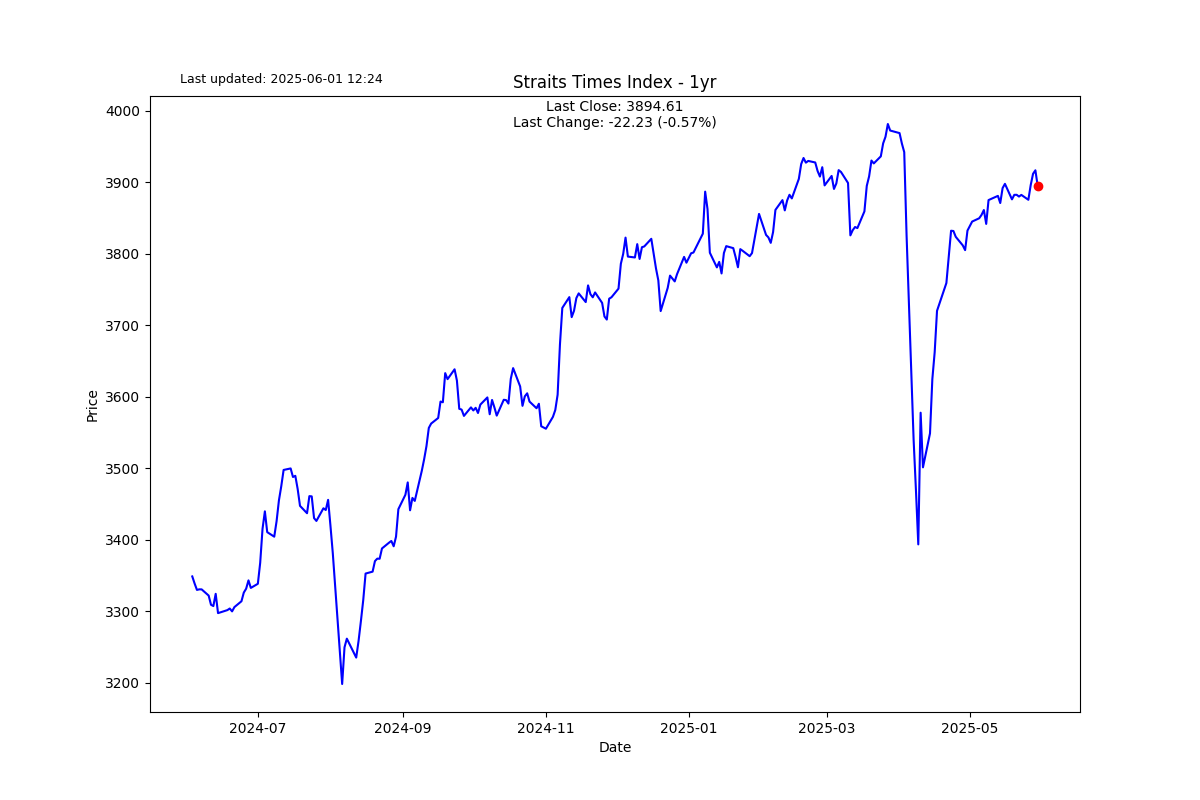 Last updated: 2025-06-01 12:24
Straits Times Index - 1yr
Last Close: 3894.61
Last Change: -22.23 (-0.57%)
4000
3900
3800
3700
3600
3500
3400
3300
3200
Price
2024-07
2024-09
2024-11
2025-01
2025-03
2025-05
Date